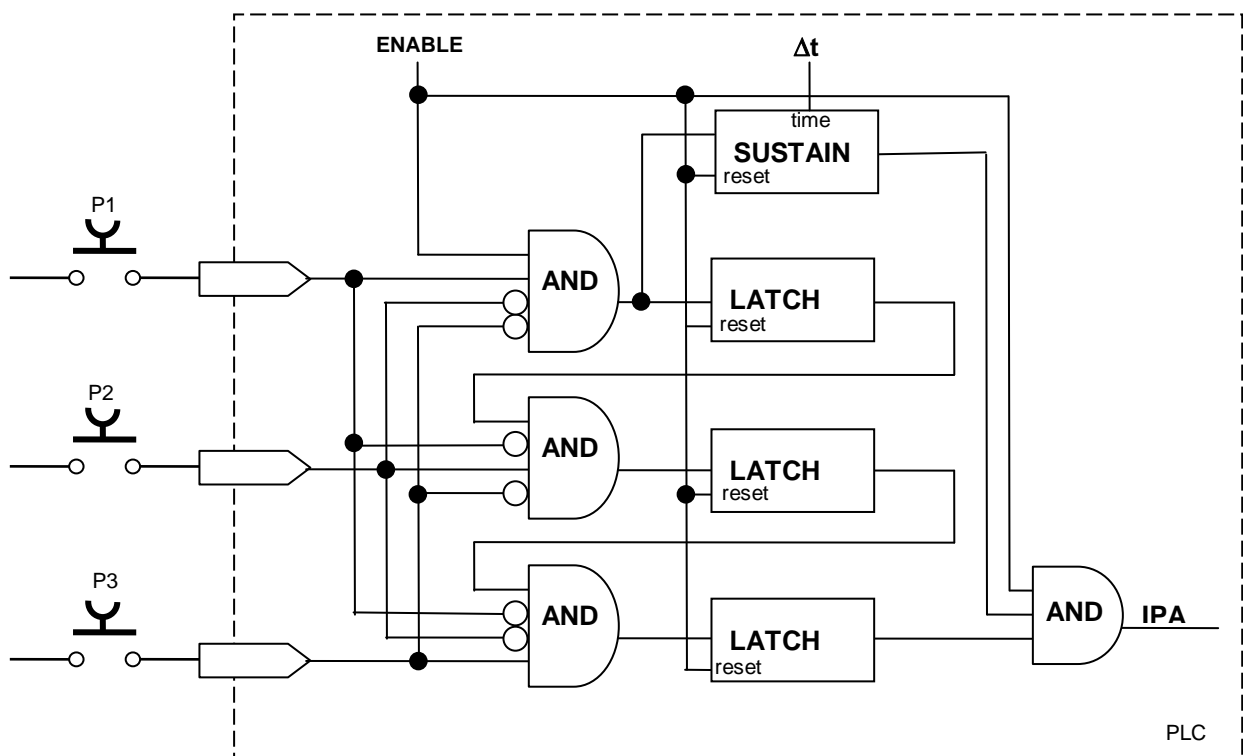 ENABLE
Δt
time
SUSTAIN
reset
P1
AND
LATCH
reset
P2
AND
LATCH
reset
P3
AND
LATCH
reset
AND
IPA
PLC